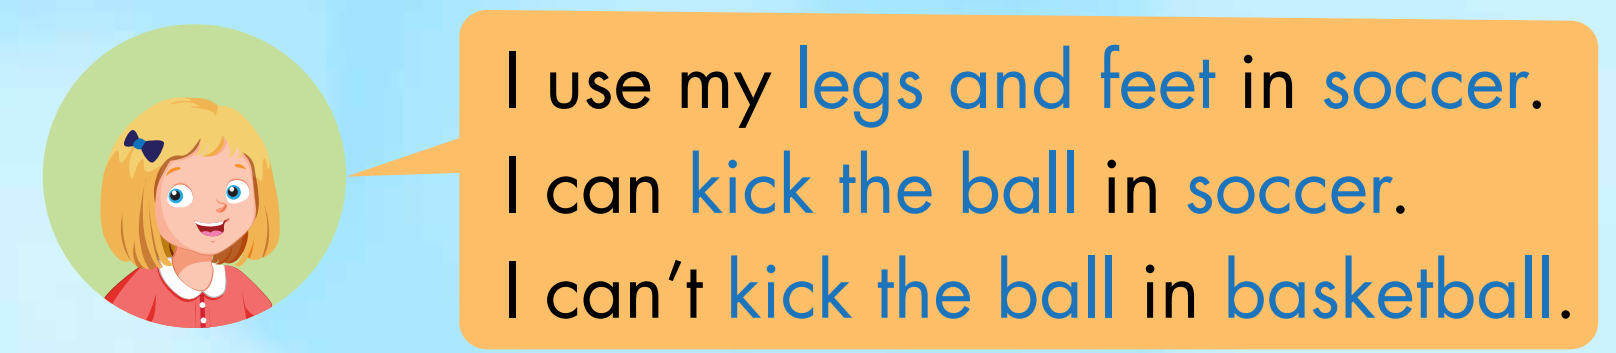 I use my legs and feet in soccer.
I can kick the ball in soccer.
I can’t kick the ball in basketball.